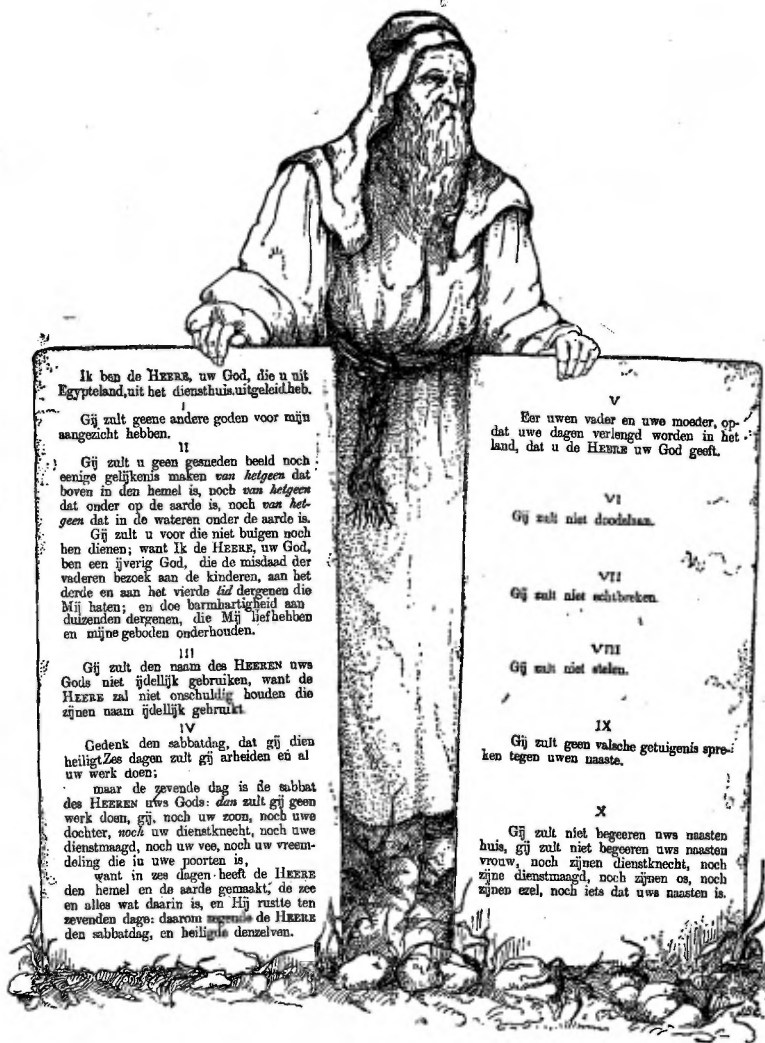 Ik ben de HEERE, uw God, die u uit
Egypteland, uit het diensthuis, uitgeleid heb.
I
Gij zult geene andere goden voor mijn
aangezicht hebben.
II
Gij zult u geen gesneden beeld noch
eenige gelijkenis maken van hetgeen dat
boven in den hemel is, noch van hetgeen
dat onder op de aarde is, noch van het-
geen dat in de wateren onder de aarde is.
Gij zult u voor die niet buigen noch
hen dienen; want Ik de HEERE, uw God,
ben een ijverig God, die de misdaad der
vaderen bezoek aan de kinderen, aan het
derde en aan het vierde lid dergenen die
Mij haten; en doe barmhartigheid aan
duizenden dergenen, die Mij liefhebben
en mijne geboden onderhouden.
III
Gij zult den naam des HEEREN uws
Gods niet ijdellijk gebruiken, want de
HEERE zal niet onschuldig houden die
zijnen naam ijdellijk gebruikt
IV
Gedenk den sabbatdag, dat gij dien
heiligt Zes dagen zult gij arbeiden en al
uw werk doen;
maar de zevende dag is de sabbat
des HEEREN uws Gods: dan zult gij geen
werk doen, gij, noch uw zoon, noch uwe
dochter, noch uw dienstknecht, noch uwe
dienstmaagd, noch uw vee, noch uw vreem-
deling die in uwe poorten is,
want in zes dagen heeft de HEERE
den hemel en de aarde gemaakt, de zee
en alles wat daarin is, en Hij rustte ten
zevenden dage: daarom zegende de HEERE
den sabbatdag, en heiligde denzelven.
V
Eer uwen vader en uwe moeder, op-
dat uwe dagen verlengd worden in het
land, dat u de HEERE uw God geeft.
VI
Gij zult niet doodslaan.
VII
Gij zult niet echtbreken.
VIII
Gij zult niet stelen.
IX
Gij zult geen valsche getuigenis spre-
ken tegen uwen naaste.
X
Gij zult niet begeeren uws naasten
huis, gij zult niet begeeren uws naasten
vrouw, noch zijnen dienstknecht, noch
zijne dienstmaagd, noch zijnen os, noch
zijnen ezel, noch iets dat uws naasten is.